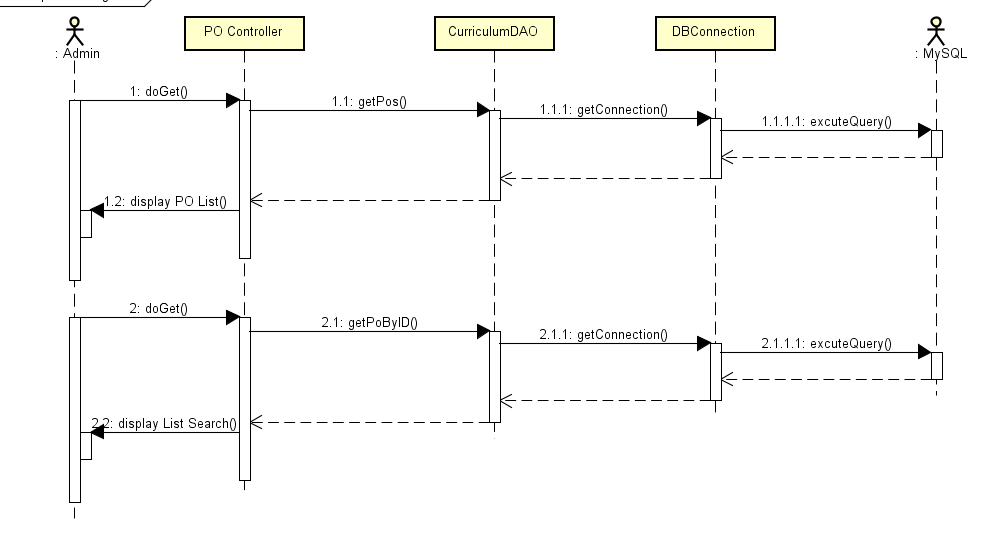 PO Controller
CurriculumDAO
DBConnection
: Admin
: MySQL
1: doGet()
1.1: getPos()
1.1.1: getConnection()
1.1.1.1: excuteQuery()
1.2: display PO List()
2: doGet()
2.1: getPoByID()
2.1.1: getConnection()
2.1.1.1: excuteQuery()
2.2: display List Search()